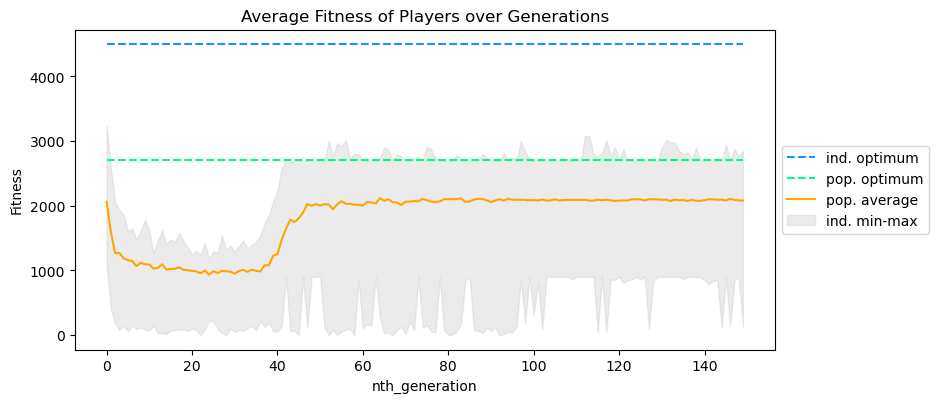 Average Fitness of Players over Generations
Fitness
4000
3000
2000
1000
0
0 20 40 60 80 100 120 140
nth_generation
ind. optimum
pop. optimum
pop. average
ind. min-max